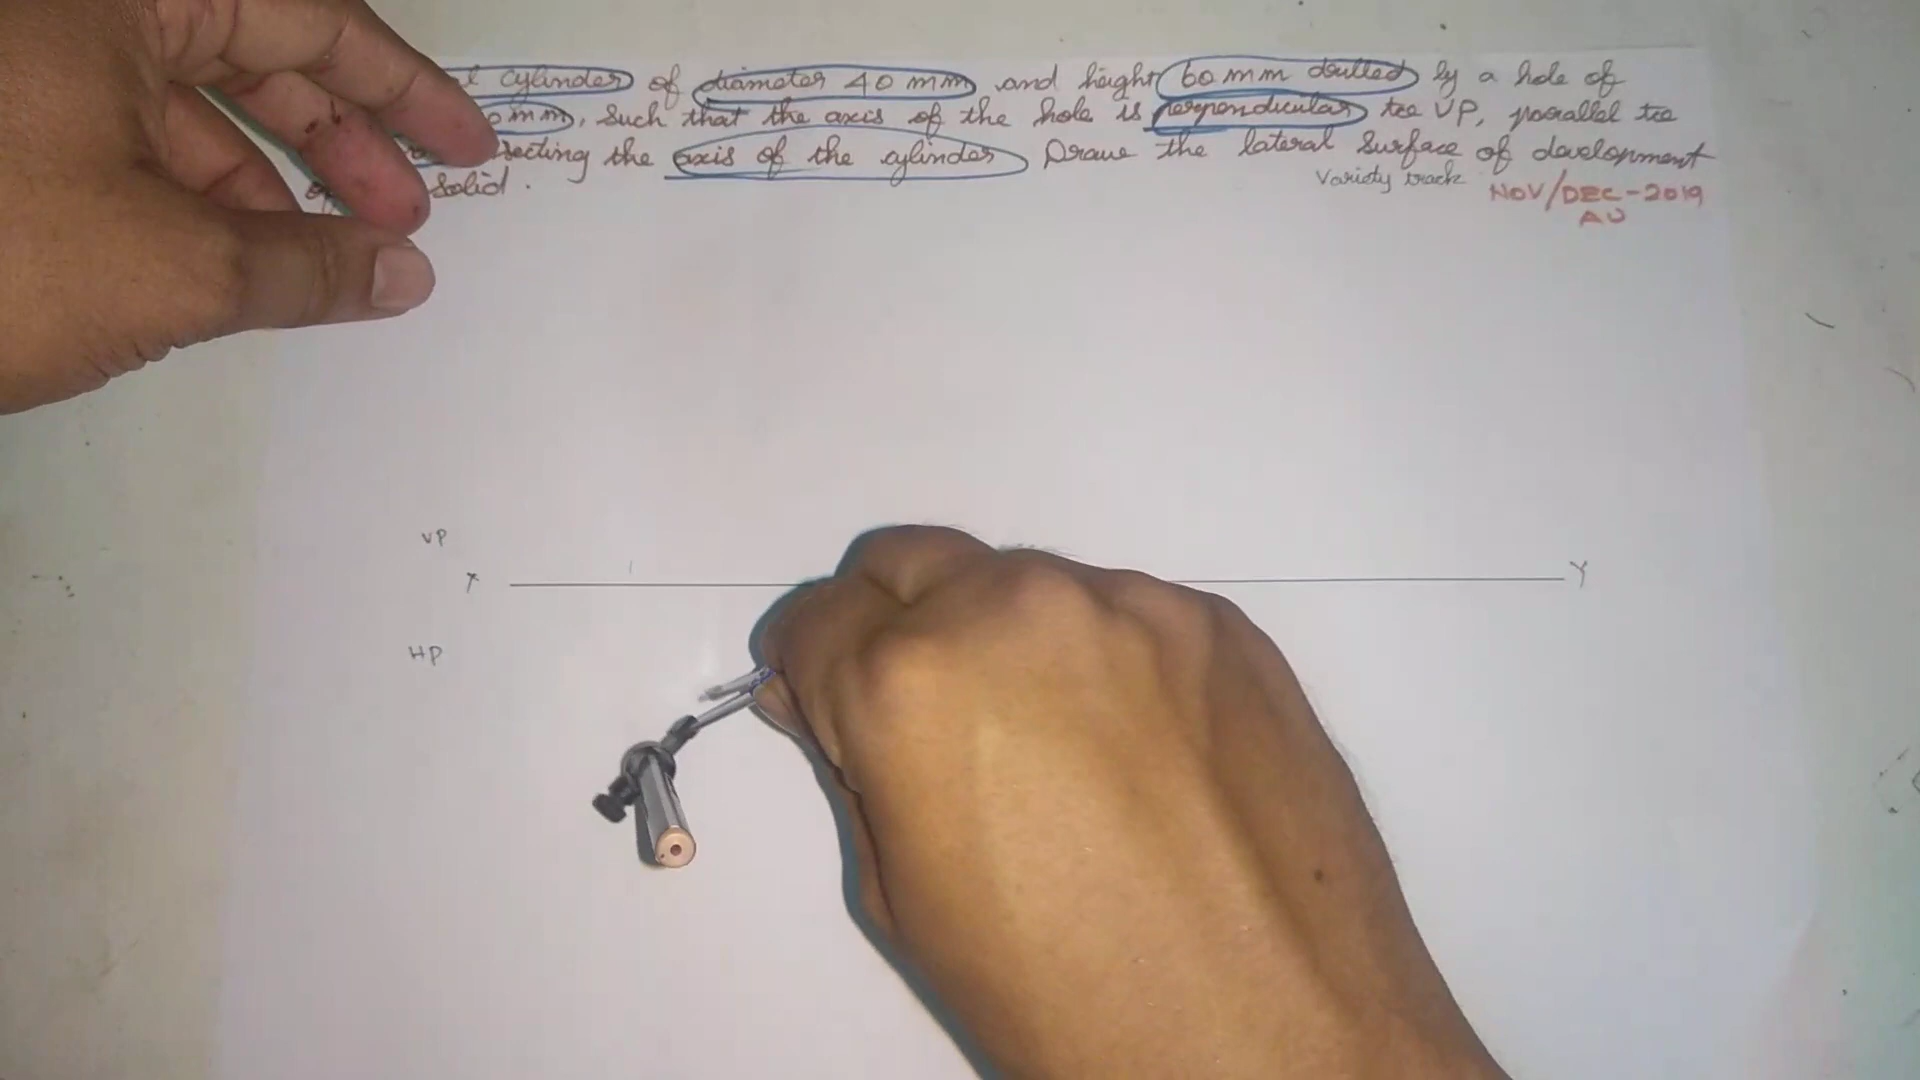 cylinder of diameter 40 mm and height 60 mm drilled by a hole of
0mm, such that the axis of the hole is perpendicular to VP, parallel to
secting the axis of the cylinder Draw the lateral surface of development
solid.
Variety track
NOV/DEC-2019
AU
VP
X
Y
HP